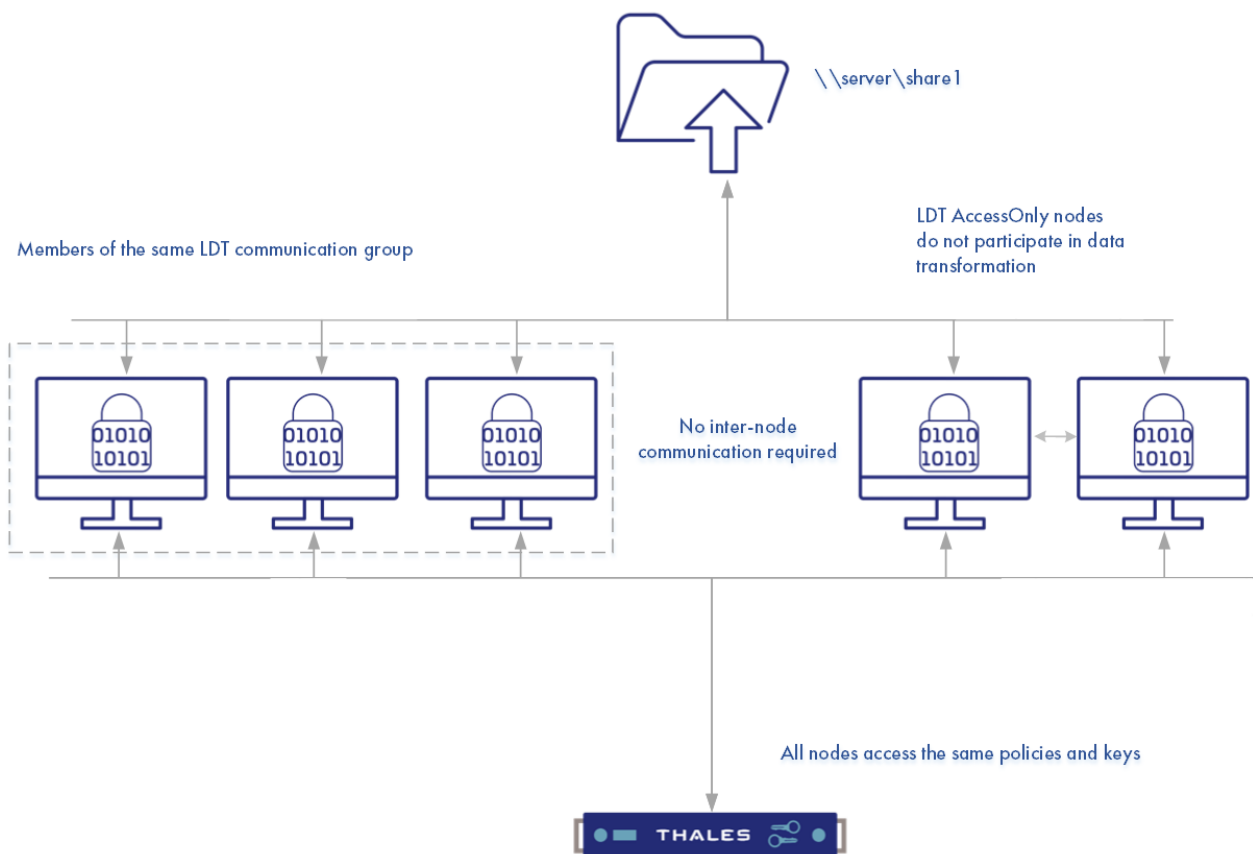 \\server\share1
LDT AccessOnly nodes
do not participate in data
transformation
Members of the same LDT communication group
01010
10101
01010
10101
01010
10101
No inter-node
communication required
01010
10101
01010
10101
All nodes access the same policies and keys
THALES